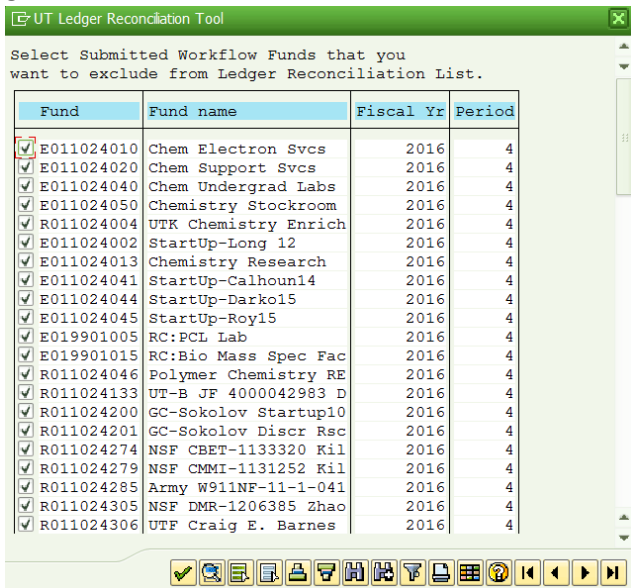 UT Ledger Reconciliation Tool
Select Submitted Workflow Funds that you
want to exclude from Ledger Reconciliation List.
Fund Fund name Fiscal Yr Period
E011024010 Chem Electron Svcs 2016 4
E011024020 Chem Support Svcs 2016 4
E011024040 Chem Undergrad Labs 2016 4
E011024050 Chemistry Stockroom 2016 4
R011024004 UTK Chemistry Enrich 2016 4
E011024002 StartUp-Long 12 2016 4
E011024013 Chemistry Research 2016 4
E011024041 StartUp-Calhoun14 2016 4
E011024044 StartUp-Darko15 2016 4
E011024045 StartUp-Roy15 2016 4
E019901005 RC:PCL Lab 2016 4
E019901015 RC:Bio Mass Spec Fac 2016 4
R011024046 Polymer Chemistry RE 2016 4
R011024133 UT-B JF 4000042983 D 2016 4
R011024200 GC-Sokolov Startup10 2016 4
R011024201 GC-Sokolov Discr Rsc 2016 4
R011024274 NSF CBET-1133320 Kil 2016 4
R011024279 NSF CMMI-1131252 Kil 2016 4
R011024285 Army W911NF-11-1-041 2016 4
R011024305 NSF DMR-1206385 Zhao 2016 4
R011024306 UTF Craig E. Barnes 2016 4